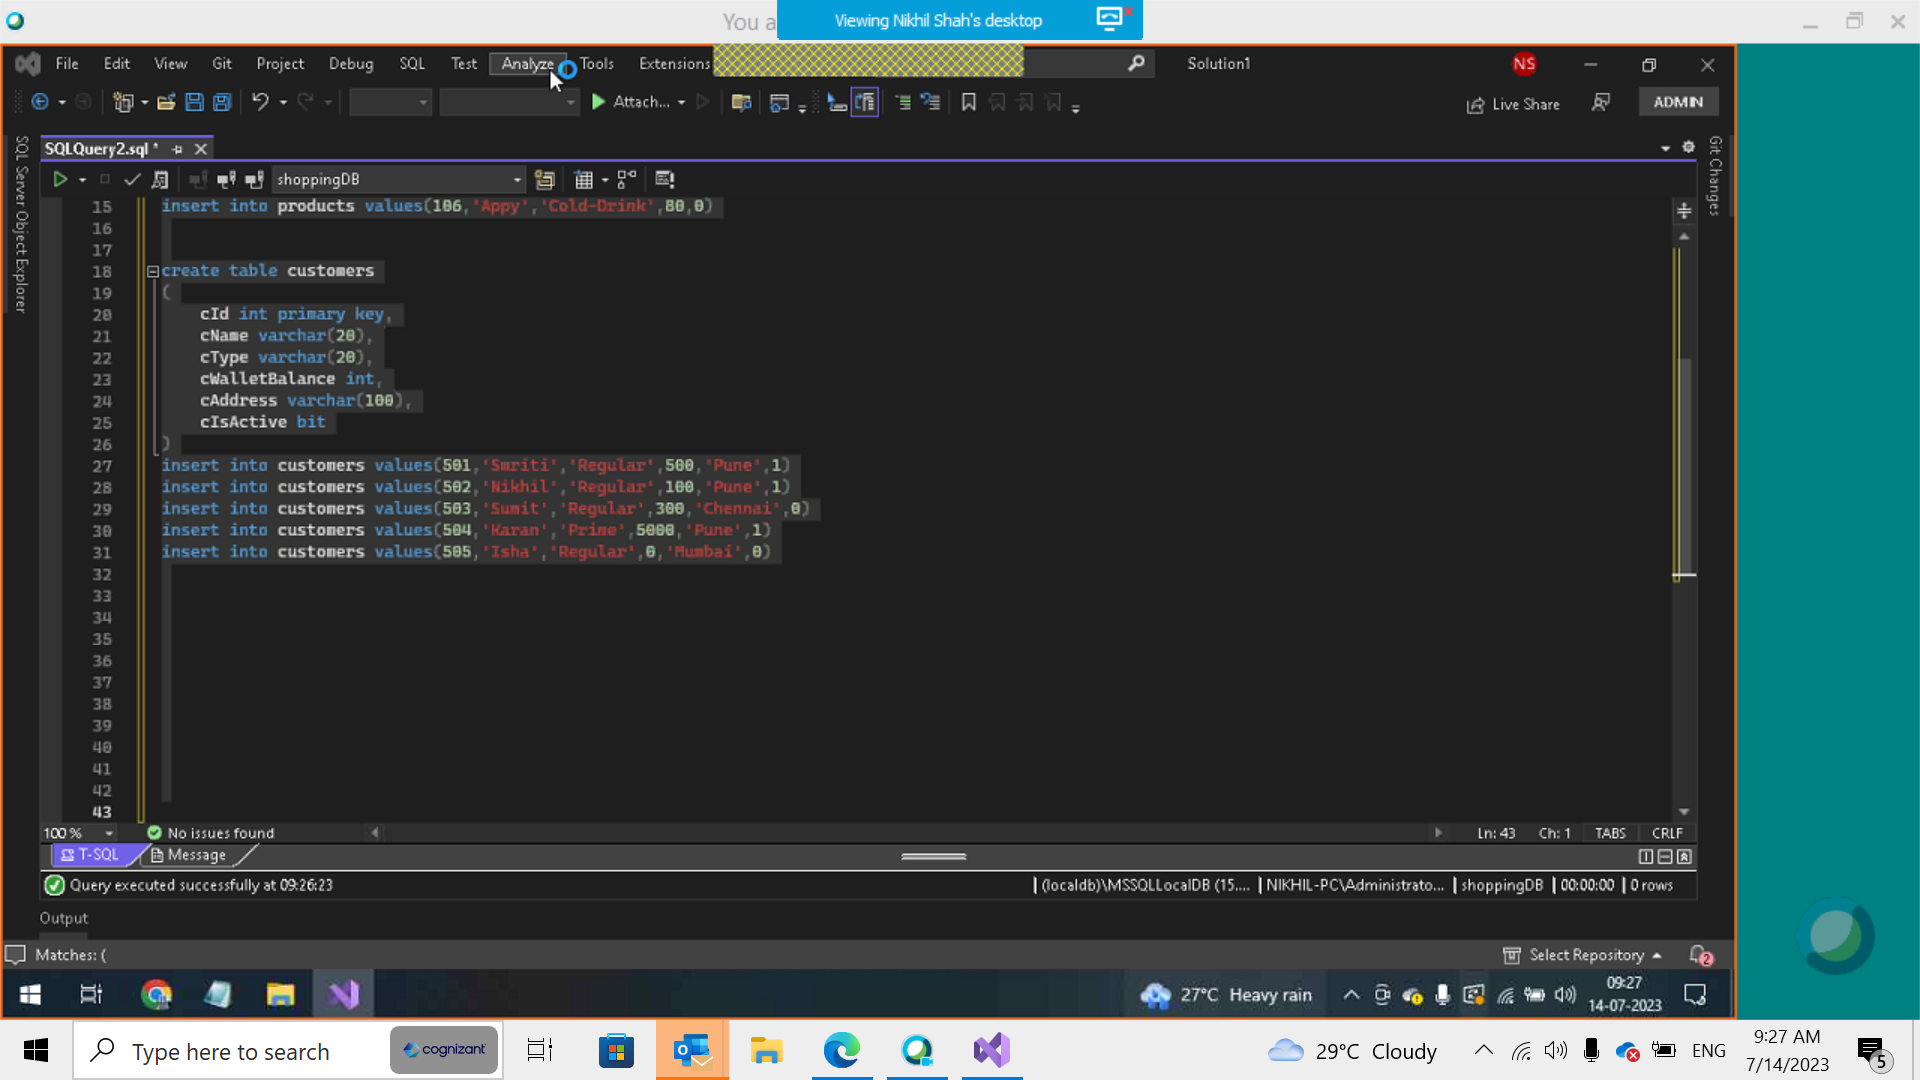 You a
Viewing Nikhil Shah's desktop
File Edit View Git Project Debug SQL Test Analyze Tools Extensions
Solution1
NS
Attach...
Live Share
ADMIN
SQLQuery2.sql *
SQL Server Object Explorer
Git Changes
shoppingDB
15 insert into products values(106,'Appy','Cold-Drink',80,0)
16
17
18 create table customers
19 (
20 cId int primary key,
21 cName varchar(20),
22 cType varchar(20),
23 cWalletBalance int,
24 cAddress varchar(100),
25 cIsActive bit
26 )
27 insert into customers values(501,'Smriti','Regular',500,'Pune',1)
28 insert into customers values(502,'Nikhil','Regular',100,'Pune',1)
29 insert into customers values(503,'Sumit','Regular',300,'Chennai',0)
30 insert into customers values(504,'Karan','Prime',5000,'Pune',1)
31 insert into customers values(505,'Isha','Regular',0,'Mumbai',0)
32
33
34
35
36
37
38
39
40
41
42
43
100 % No issues found Ln: 43 Ch: 1 TABS CRLF
T-SQL Message
Query executed successfully at 09:26:23 (localdb)\MSSQLLocalDB (15.... NIKHIL-PC\Administrato... shoppingDB 00:00:00 0 rows
Output
Matches: (
Select Repository
2
27°C Heavy rain
09:27
14-07-2023
Type here to search
cognizant
29°C Cloudy
ENG
9:27 AM
7/14/2023
5